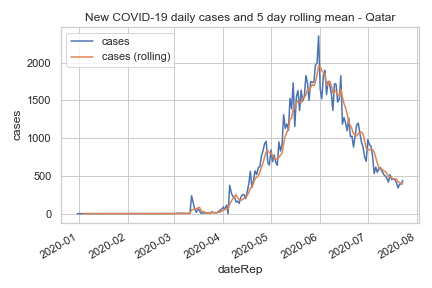 New COVID-19 daily cases and 5 day rolling mean - Qatar
cases
cases (rolling)
2000
1500
1000
500
0
cases
2020-01
2020-02
2020-03
2020-04
2020-05
2020-06
2020-07
2020-08
dateRep